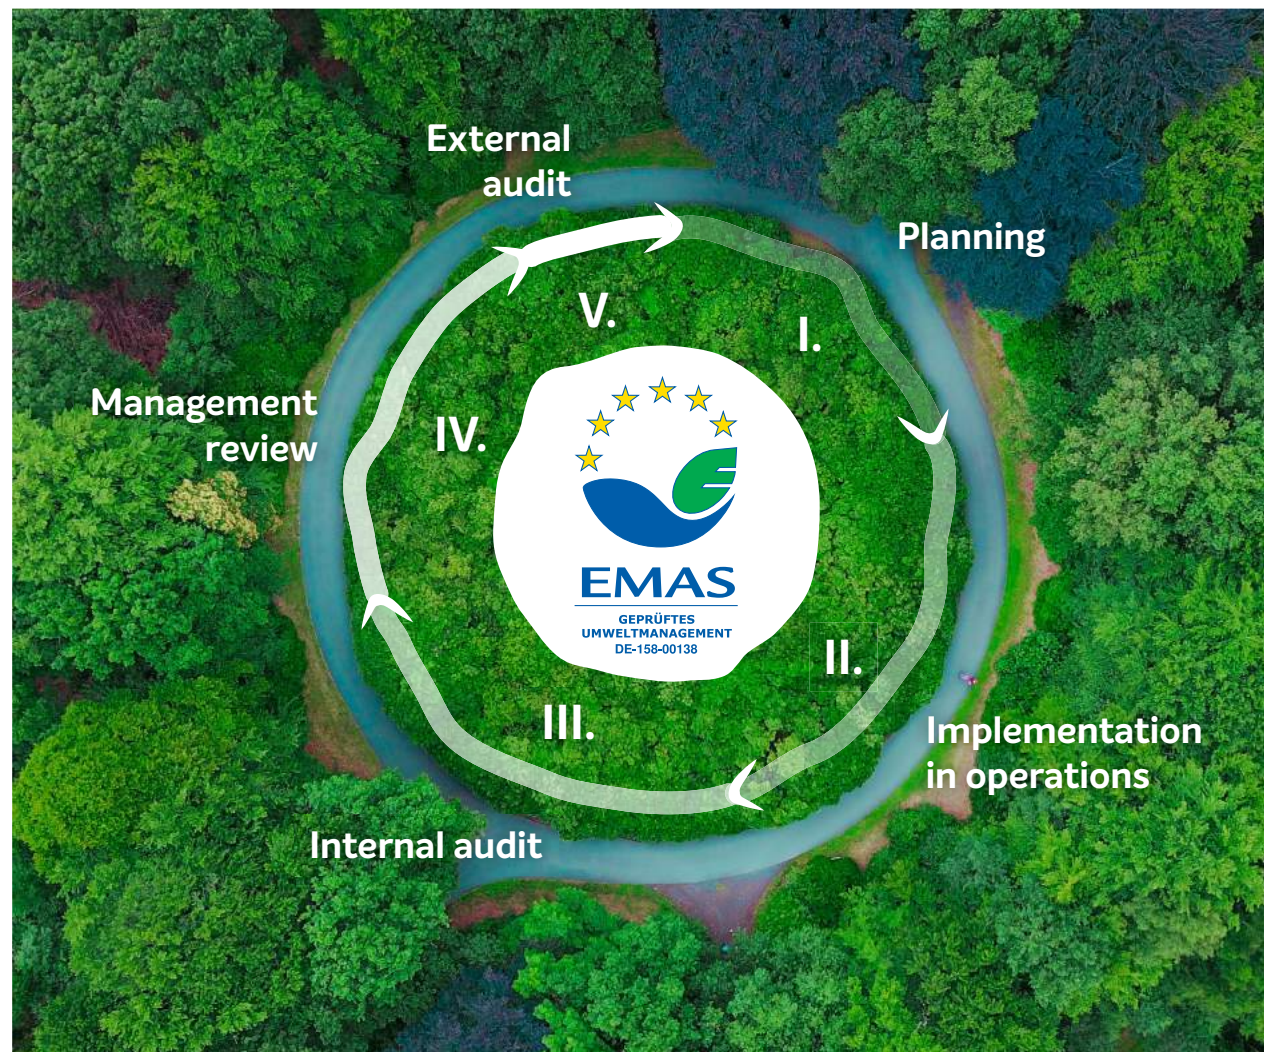 External
audit
Planning
V.
I.
Management
review
IV.
EMAS
GEPRÜFTES
UMWELTMANAGEMENT
DE-158-00138
II.
III.
Implementation
in operations
Internal audit